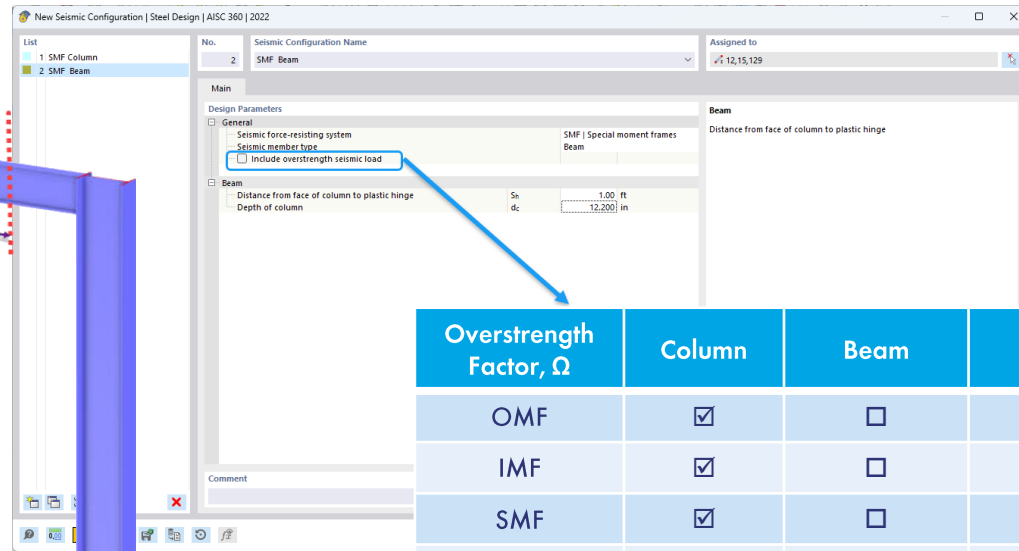 New Seismic Configuration | Steel Design | AISC 360 | 2022
List
1 SMF Column
2 SMF Beam
No.
2
Seismic Configuration Name
SMF Beam
Assigned to
12,15,129
Main
Design Parameters
General
Seismic force-resisting system SMF | Special moment frames
Seismic member type Beam
Include overstrength seismic load
Beam
Distance from face of column to plastic hinge Sh 1.00 ft
Depth of column dc 12.200 in
Beam
Distance from face of column to plastic hinge
Overstrength Factor, Ω Column Beam
OMF ☑ ☐
IMF ☑ ☐
SMF ☑ ☐
Comment